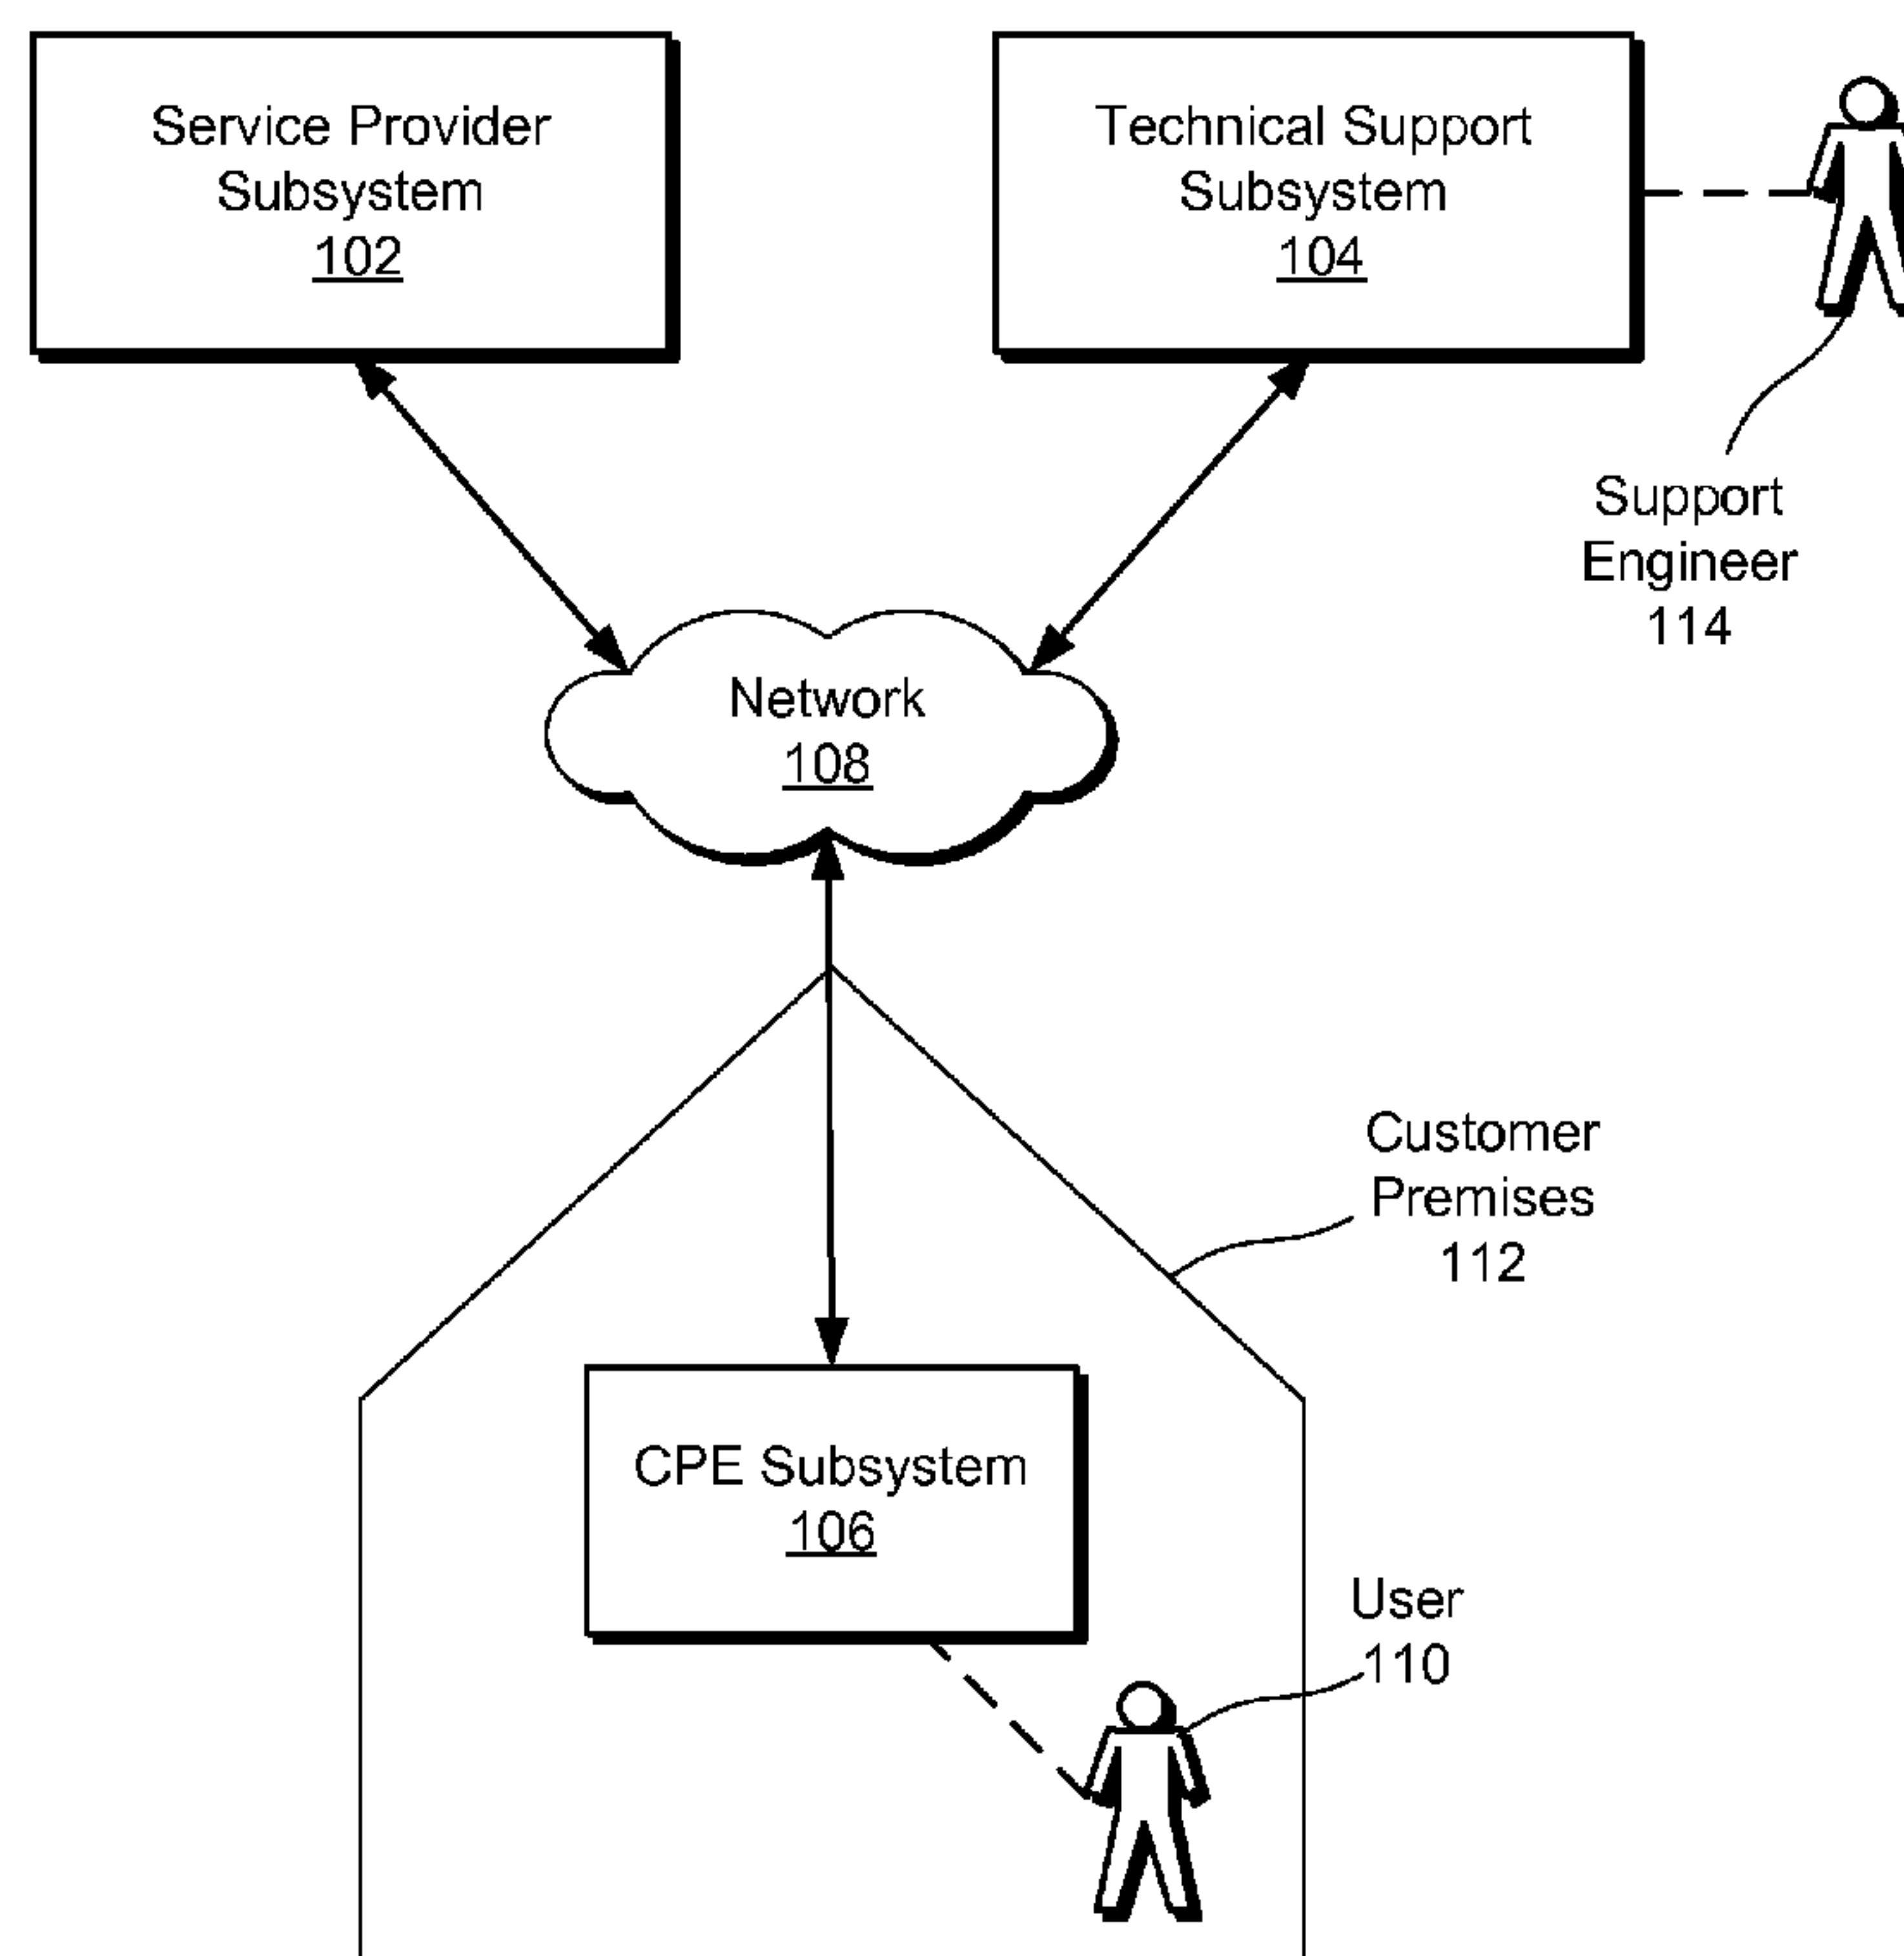 Service Provider
Subsystem
102
Technical Support
Subsystem
104
Support
Engineer
114
Network
108
Customer
Premises
112
CPE Subsystem
106
User
110